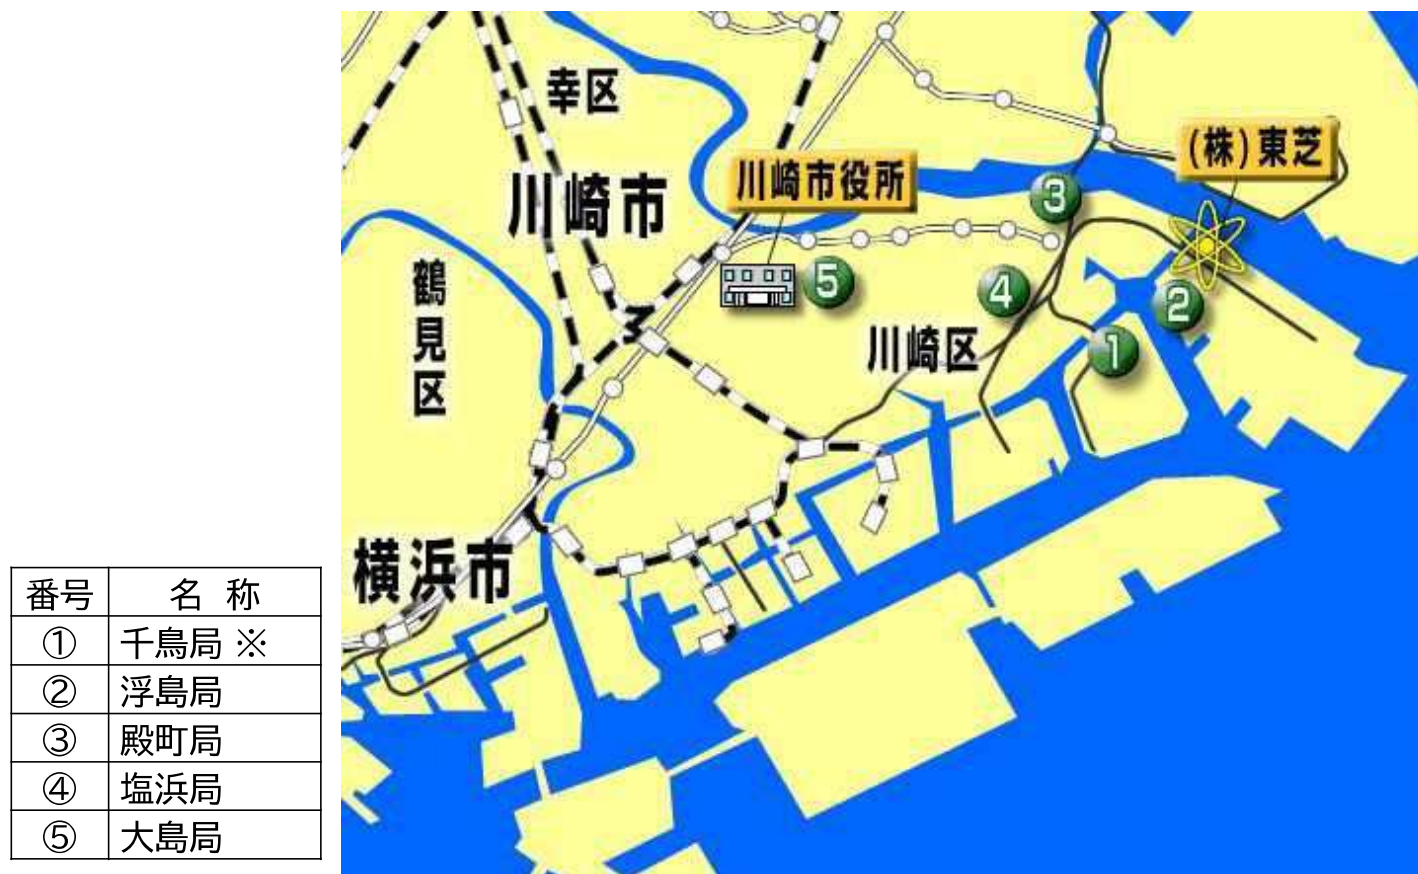 番号 名 称
① 千鳥局 ※
② 浮島局
③ 殿町局
④ 塩浜局
⑤ 大島局
幸区
(株)東芝
川崎市役所
川崎市
3
鶴見区
5
4
2
川崎区
1
横浜市